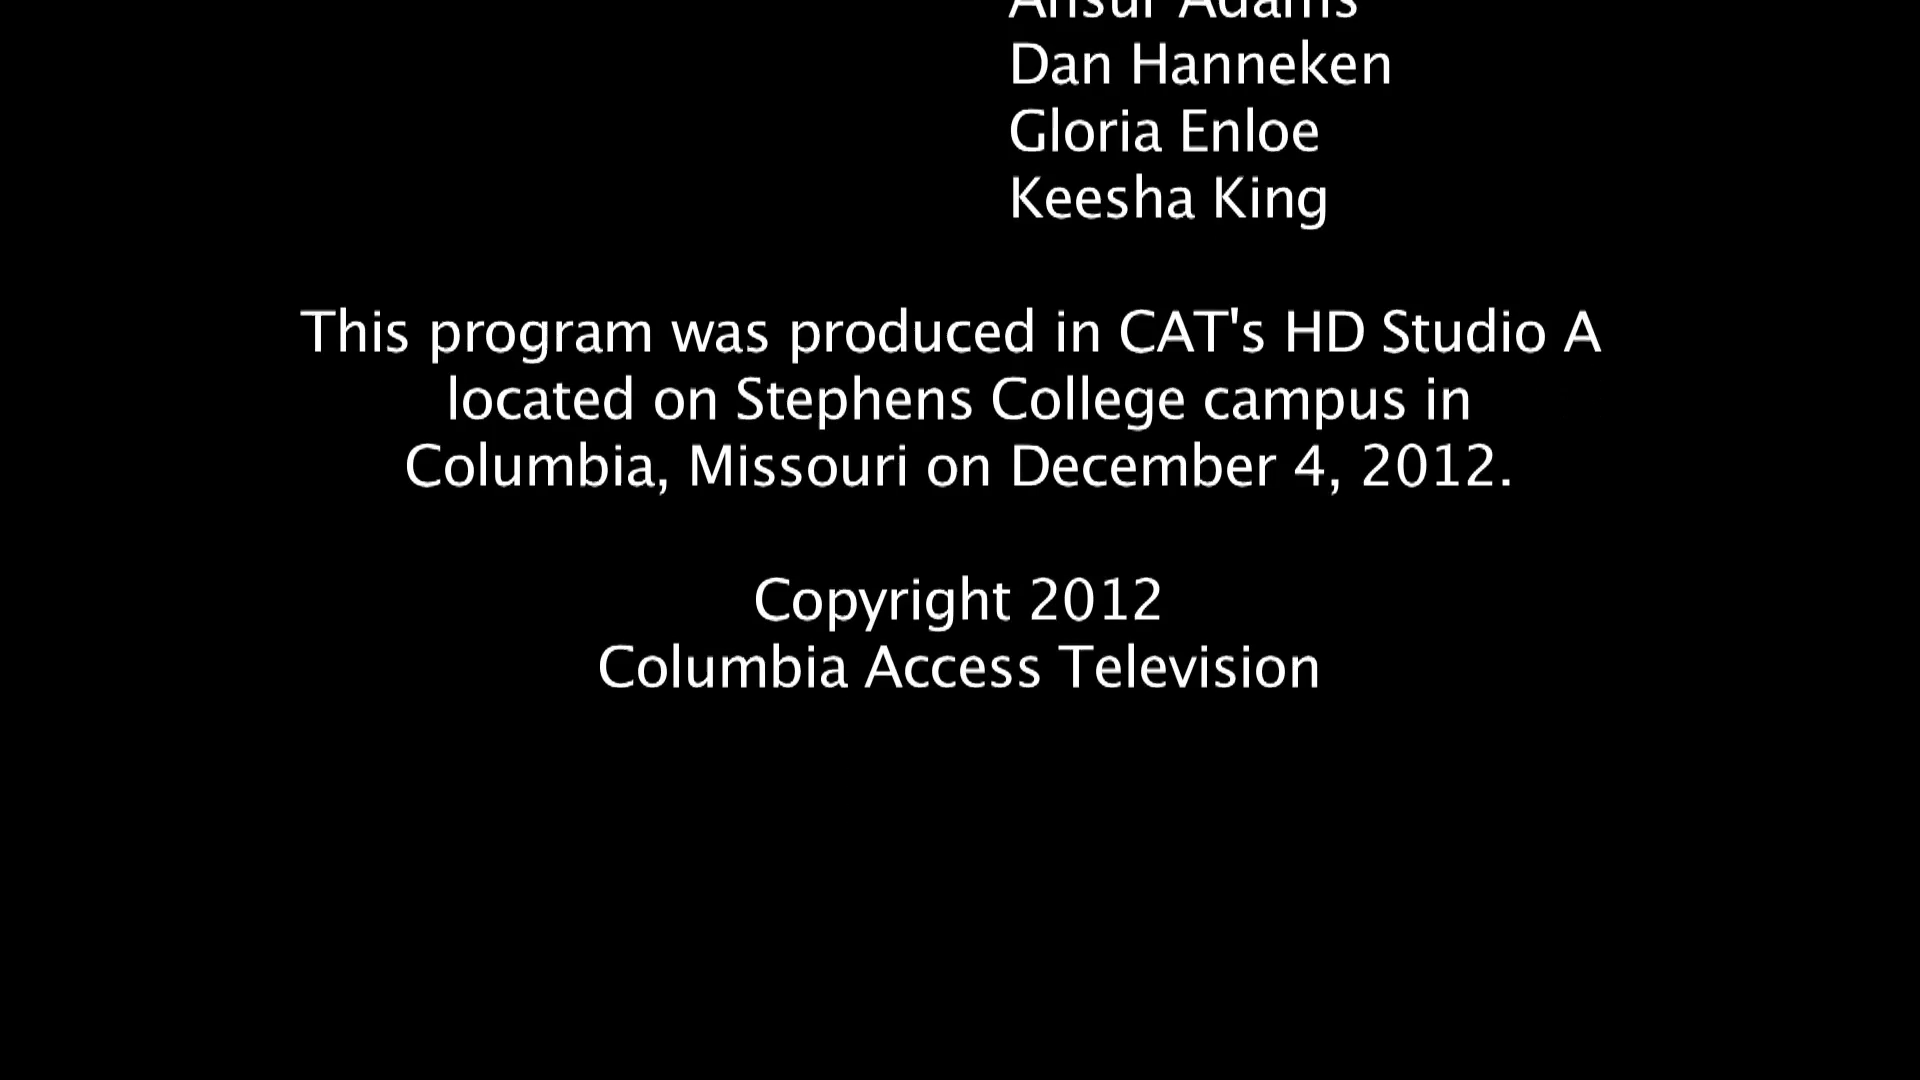 Adams
Dan Hanneken
Gloria Enloe
Keesha King
This program was produced in CAT's HD Studio A
located on Stephens College campus in
Columbia, Missouri on December 4, 2012.
Copyright 2012
Columbia Access Television